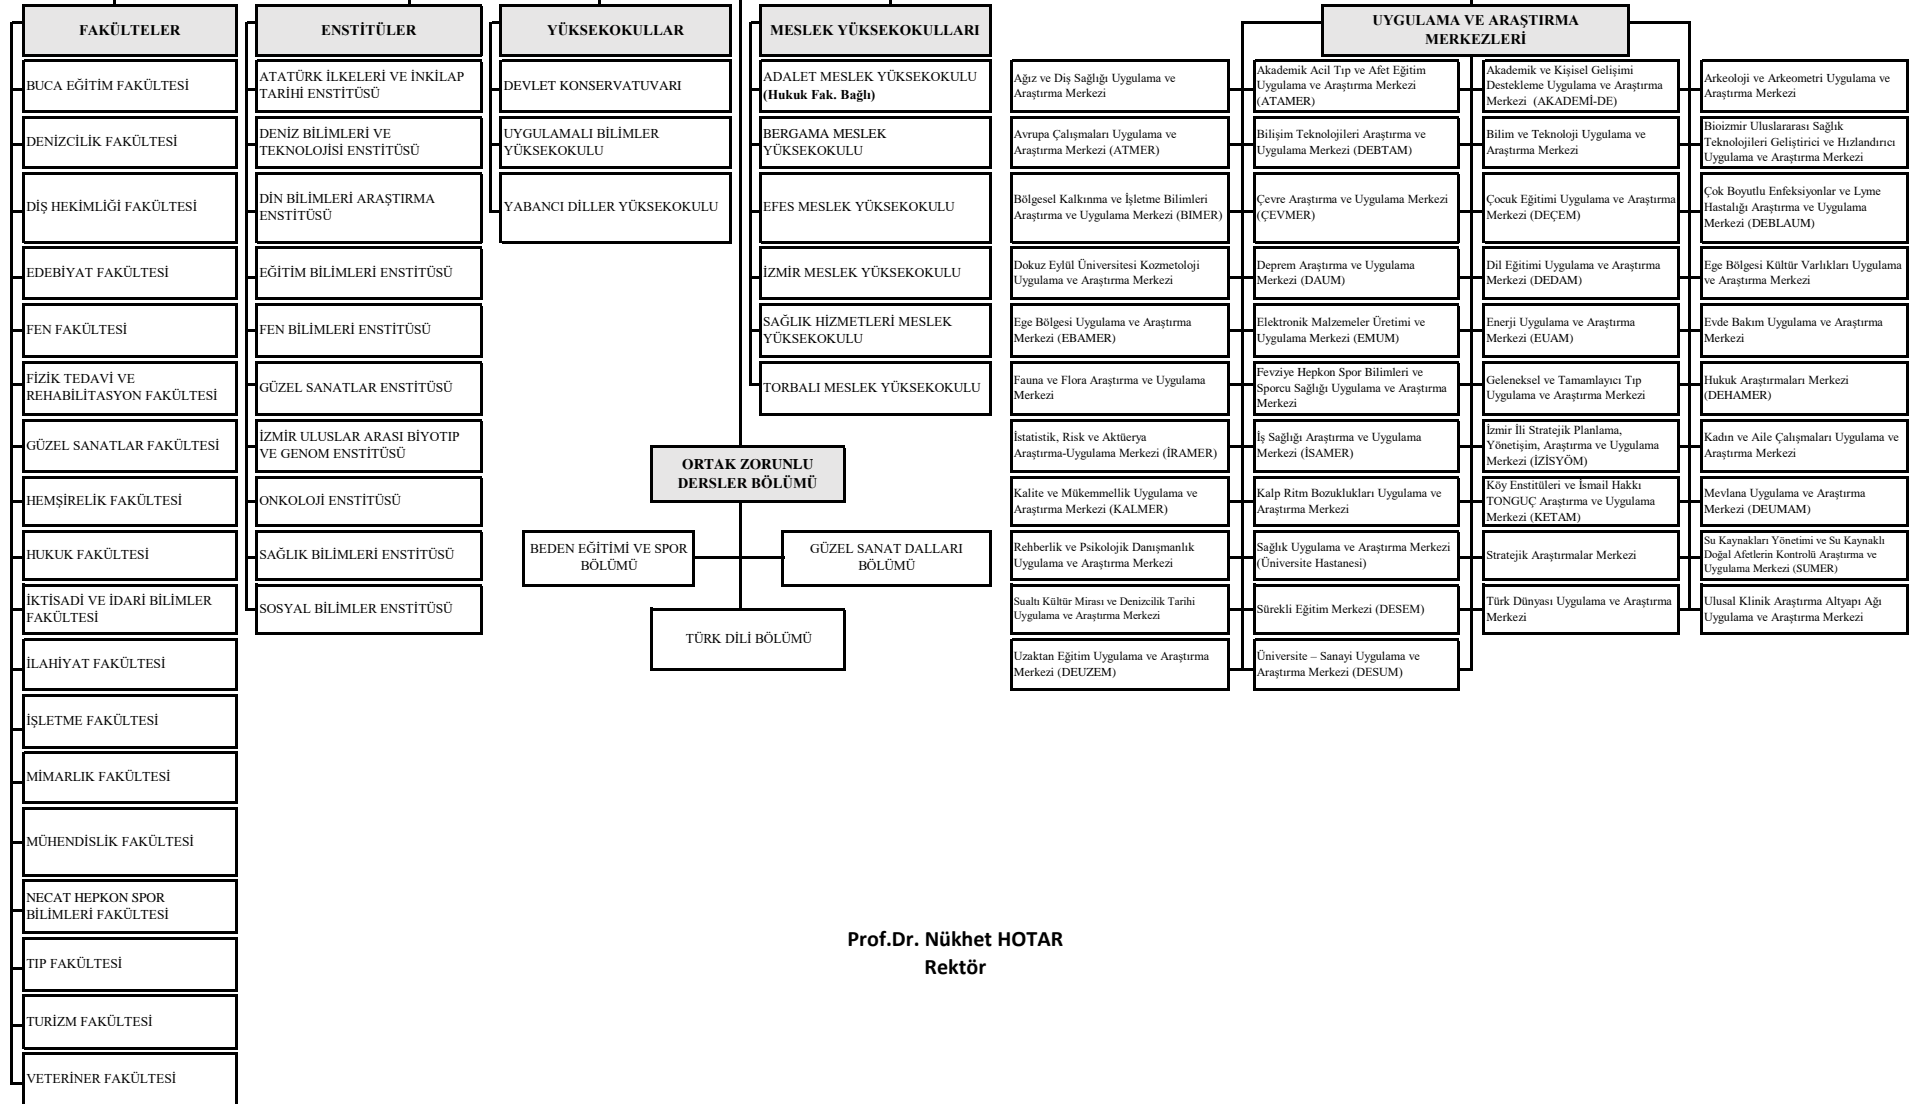 FAKÜLTELER
BUCA EĞİTİM FAKÜLTESİ
DENİZCİLİK FAKÜLTESİ
DİŞ HEKİMLİĞİ FAKÜLTESİ
EDEBİYAT FAKÜLTESİ
FEN FAKÜLTESİ
FİZİK TEDAVİ VE
REHABİLİTASYON FAKÜLTESİ
GÜZEL SANATLAR FAKÜLTESİ
HEMŞİRELİK FAKÜLTESİ
HUKUK FAKÜLTESİ
İKTİSADİ VE İDARİ BİLİMLER
FAKÜLTESİ
İLAHİYAT FAKÜLTESİ
İŞLETME FAKÜLTESİ
MİMARLIK FAKÜLTESİ
MÜHENDİSLİK FAKÜLTESİ
NECAT HEPKON SPOR
BİLİMLERİ FAKÜLTESİ
TIP FAKÜLTESİ
TURİZM FAKÜLTESİ
VETERİNER FAKÜLTESİ
ENSTİTÜLER
ATATÜRK İLKELERİ VE İNKİLAP
TARİHİ ENSTİTÜSÜ
DENİZ BİLİMLERİ VE
TEKNOLOJİSİ ENSTİTÜSÜ
DİN BİLİMLERİ ARAŞTIRMA
ENSTİTÜSÜ
EĞİTİM BİLİMLERİ ENSTİTÜSÜ
FEN BİLİMLERİ ENSTİTÜSÜ
GÜZEL SANATLAR ENSTİTÜSÜ
İZMİR ULUSLAR ARASI BİYOTIP
VE GENOM ENSTİTÜSÜ
ONKOLOJİ ENSTİTÜSÜ
SAĞLIK BİLİMLERİ ENSTİTÜSÜ
SOSYAL BİLİMLER ENSTİTÜSÜ
YÜKSEKOKULLAR
DEVLET KONSERVATUVARI
UYGULAMALI BİLİMLER
YÜKSEKOKULU
YABANCI DİLLER YÜKSEKOKULU
MESLEK YÜKSEKOKULLARI
ADALET MESLEK YÜKSEKOKULU
(Hukuk Fak. Bağlı)
BERGAMA MESLEK
YÜKSEKOKULU
EFES MESLEK YÜKSEKOKULU
İZMİR MESLEK YÜKSEKOKULU
SAĞLIK HİZMETLERİ MESLEK
YÜKSEKOKULU
TORBALI MESLEK YÜKSEKOKULU
ORTAK ZORUNLU
DERSLER BÖLÜMÜ
BEDEN EĞİTİMİ VE SPOR
BÖLÜMÜ
GÜZEL SANAT DALLARI
BÖLÜMÜ
TÜRK DİLİ BÖLÜMÜ
UYGULAMA VE ARAŞTIRMA
MERKEZLERİ
Ağız ve Diş Sağlığı Uygulama ve
Araştırma Merkezi
Akademik Acil Tıp ve Afet Eğitim
Uygulama ve Araştırma Merkezi
(ATAMER)
Akademik ve Kişisel Gelişimi
Destekleme Uygulama ve Araştırma
Merkezi (AKADEMİ-DE)
Arkeoloji ve Arkeometri Uygulama ve
Araştırma Merkezi
Avrupa Çalışmaları Uygulama ve
Araştırma Merkezi (ATMER)
Bilişim Teknolojileri Araştırma ve
Uygulama Merkezi (DEBTAM)
Bilim ve Teknoloji Uygulama ve
Araştırma Merkezi
Bioizmir Uluslararası Sağlık
Teknolojileri Geliştirici ve Hızlandırıcı
Uygulama ve Araştırma Merkezi
Bölgesel Kalkınma ve İşletme Bilimleri
Araştırma ve Uygulama Merkezi (BIMER)
Çevre Araştırma ve Uygulama Merkezi
(ÇEVMER)
Çocuk Eğitimi Uygulama ve Araştırma
Merkezi (DEÇEM)
Çok Boyutlu Enfeksiyonlar ve Lyme
Hastalığı Araştırma ve Uygulama
Merkezi (DEBLAUM)
Dokuz Eylül Üniversitesi Kozmetoloji
Uygulama ve Araştırma Merkezi
Deprem Araştırma ve Uygulama
Merkezi (DAUM)
Dil Eğitimi Uygulama ve Araştırma
Merkezi (DEDAM)
Ege Bölgesi Kültür Varlıkları Uygulama
ve Araştırma Merkezi
Ege Bölgesi Uygulama ve Araştırma
Merkezi (EBAMER)
Elektronik Malzemeler Üretimi ve
Uygulama Merkezi (EMUM)
Enerji Uygulama ve Araştırma
Merkezi (EUAM)
Evde Bakım Uygulama ve Araştırma
Merkezi
Fauna ve Flora Araştırma ve Uygulama
Merkezi
Fevziye Hepkon Spor Bilimleri ve
Sporcu Sağlığı Uygulama ve Araştırma
Merkezi
Geleneksel ve Tamamlayıcı Tıp
Uygulama ve Araştırma Merkezi
Hukuk Araştırmaları Merkezi
(DEHAMER)
İstatistik, Risk ve Aktüerya
Araştırma-Uygulama Merkezi (İRAMER)
İş Sağlığı Araştırma ve Uygulama
Merkezi (İSAMER)
İzmir İli Stratejik Planlama,
Yönetişim, Araştırma ve Uygulama
Merkezi (İZİSYÖM)
Kadın ve Aile Çalışmaları Uygulama ve
Araştırma Merkezi
Kalite ve Mükemmellik Uygulama ve
Araştırma Merkezi (KALMER)
Kalp Ritm Bozuklukları Uygulama ve
Araştırma Merkezi
Köy Enstitüleri ve İsmail Hakkı
TONGUÇ Araştırma ve Uygulama
Merkezi (KETAM)
Mevlana Uygulama ve Araştırma
Merkezi (DEUMAM)
Rehberlik ve Psikolojik Danışmanlık
Uygulama ve Araştırma Merkezi
Sağlık Uygulama ve Araştırma Merkezi
(Üniversite Hastanesi)
Stratejik Araştırmalar Merkezi
Su Kaynakları Yönetimi ve Su Kaynaklı
Doğal Afetlerin Kontrolü Araştırma ve
Uygulama Merkezi (SUMER)
Sualtı Kültür Mirası ve Denizcilik Tarihi
Uygulama ve Araştırma Merkezi
Sürekli Eğitim Merkezi (DESEM)
Türk Dünyası Uygulama ve Araştırma
Merkezi
Ulusal Klinik Araştırma Altyapı Ağı
Uygulama ve Araştırma Merkezi
Uzaktan Eğitim Uygulama ve Araştırma
Merkezi (DEUZEM)
Üniversite – Sanayi Uygulama ve
Araştırma Merkezi (DESUM)
Prof.Dr. Nükhet HOTAR
Rektör